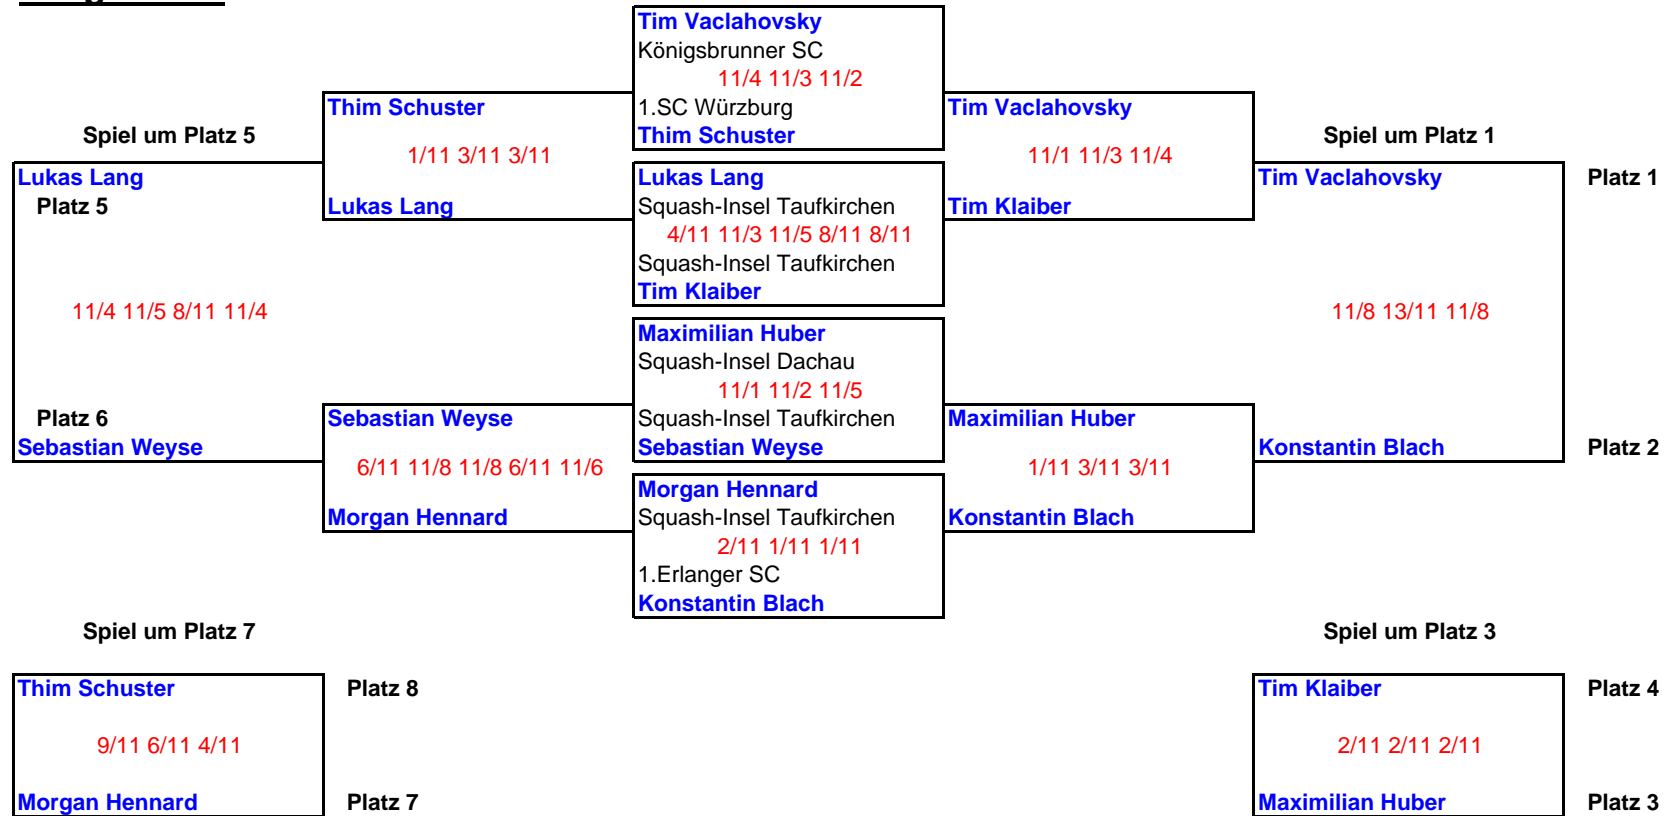 Tim Vaclahovsky
Königsbrunner SC
11/4 11/3 11/2
Thim Schuster 1.SC Würzburg Tim Vaclahovsky
Spiel um Platz 5 Thim Schuster Spiel um Platz 1
1/11 3/11 3/11 11/1 11/3 11/4
Lukas Lang Lukas Lang Tim Vaclahovsky Platz 1
Platz 5 Lukas Lang Squash-Insel Taufkirchen Tim Klaiber
4/11 11/3 11/5 8/11 8/11
Squash-Insel Taufkirchen
Tim Klaiber
11/4 11/5 8/11 11/4 11/8 13/11 11/8
Maximilian Huber
Squash-Insel Dachau
11/1 11/2 11/5
Platz 6 Sebastian Weyse Squash-Insel Taufkirchen Maximilian Huber
Sebastian Weyse Sebastian Weyse Konstantin Blach Platz 2
6/11 11/8 11/8 6/11 11/6 1/11 3/11 3/11
Morgan Hennard
Morgan Hennard Squash-Insel Taufkirchen Konstantin Blach
2/11 1/11 1/11
1.Erlanger SC
Konstantin Blach
Spiel um Platz 7 Spiel um Platz 3
Thim Schuster Platz 8 Tim Klaiber Platz 4
9/11 6/11 4/11 2/11 2/11 2/11
Morgan Hennard Platz 7 Maximilian Huber Platz 3